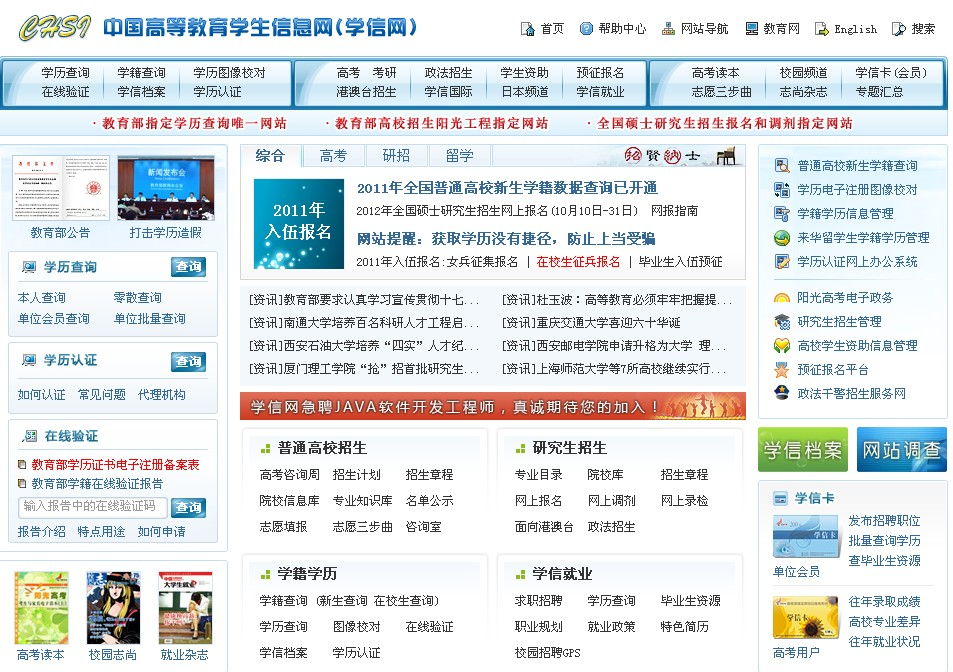 CHSI 中国高等教育学生信息网(学信网)
首页 帮助中心 网站导航 教育网 English 搜索
学历查询 学籍查询 学历图像校对 高考 考研 政法招生 学生资助 预征报名 高考读本 校园频道 学信卡(会员)
在线验证 学信档案 学历认证 港澳台招生 学信国际 日本频道 学信就业 志愿三步曲 志尚杂志 专题汇总
·教育部指定学历查询唯一网站 ·教育部高校招生阳光工程指定网站 ·全国硕士研究生招生报名和调剂指定网站
新闻发布会
教育部公告 打击学历造假
学历查询 查询
本人查询 零散查询
单位会员查询 单位批量查询
学历认证 查询
如何认证 常见问题 代理机构
在线验证
教育部学历证书电子注册备案表
教育部学籍在线验证报告
输入报告中的在线验证码 查询
报告介绍 特点用途 如何申请
阳光高考
志尚
大学生就业
高考读本 校园志尚 就业杂志
综合 高考 研招 留学 招贤纳士
2011年
入伍报名
2011年全国普通高校新生学籍数据查询已开通
2012年全国硕士研究生招生网上报名(10月10日-31日) 网报指南
网站提醒：获取学历没有捷径，防止上当受骗
2011年入伍报名:女兵征集报名 | 在校生征兵报名 | 毕业生入伍预征
[资讯]教育部要求认真学习宣传贯彻十七... [资讯]杜玉波：高等教育必须牢牢把握提...
[资讯]南通大学培养百名科研人才工程启... [资讯]重庆交通大学喜迎六十华诞
[资讯]西安石油大学培养“四实”人才纪... [资讯]西安邮电学院申请升格为大学 理...
[资讯]厦门理工学院“抢”招首批研究生... [资讯]上海师范大学等7所高校继续实行...
学信网急聘JAVA软件开发工程师，真诚期待您的加入！
普通高校招生
高考咨询周 招生计划 招生章程
院校信息库 专业知识库 名单公示
志愿填报 志愿三步曲 咨询室
研究生招生
专业目录 院校库 招生章程
网上报名 网上调剂 网上录检
面向港澳台 政法招生
学籍学历
学籍查询 (新生查询 在校生查询)
学历查询 图像校对 在线验证
学信档案 学历认证
学信就业
求职招聘 学历查询 毕业生资源
职业规划 就业政策 特色简历
校园招聘GPS
普通高校新生学籍查询
学历电子注册图像校对
学籍学历信息管理
来华留学生学籍学历管理
学历认证网上办公系统
阳光高考电子政务
研究生招生管理
高校学生资助信息管理
预征报名平台
政法干警招生服务网
学信档案 网站调查
学信卡
学信卡
单位会员
发布招聘职位
批量查询学历
查毕业生资源
学信卡
高考用户
往年录取成绩
高校专业差异
往年就业状况